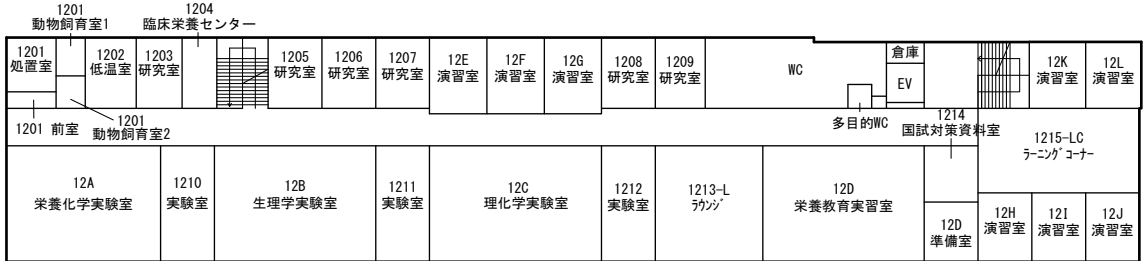 1201
動物飼育室1
1204
臨床栄養センター
1201
処置室
1202
低温室
1203
研究室
1205
研究室
1206
研究室
1207
研究室
12E
演習室
12F
演習室
12G
演習室
1208
研究室
1209
研究室
WC
倉庫
EV
12K
演習室
12L
演習室
1201 前室
1201
動物飼育室2
多目的WC
1214
国試対策資料室
1215-LC
ﾗｰﾆﾝｸﾞｺｰﾅｰ
12A
栄養化学実験室
1210
実験室
12B
生理学実験室
1211
実験室
12C
理化学実験室
1212
実験室
1213-L
ﾗｳﾝｼﾞ
12D
栄養教育実習室
12D
準備室
12H
演習室
12I
演習室
12J
演習室